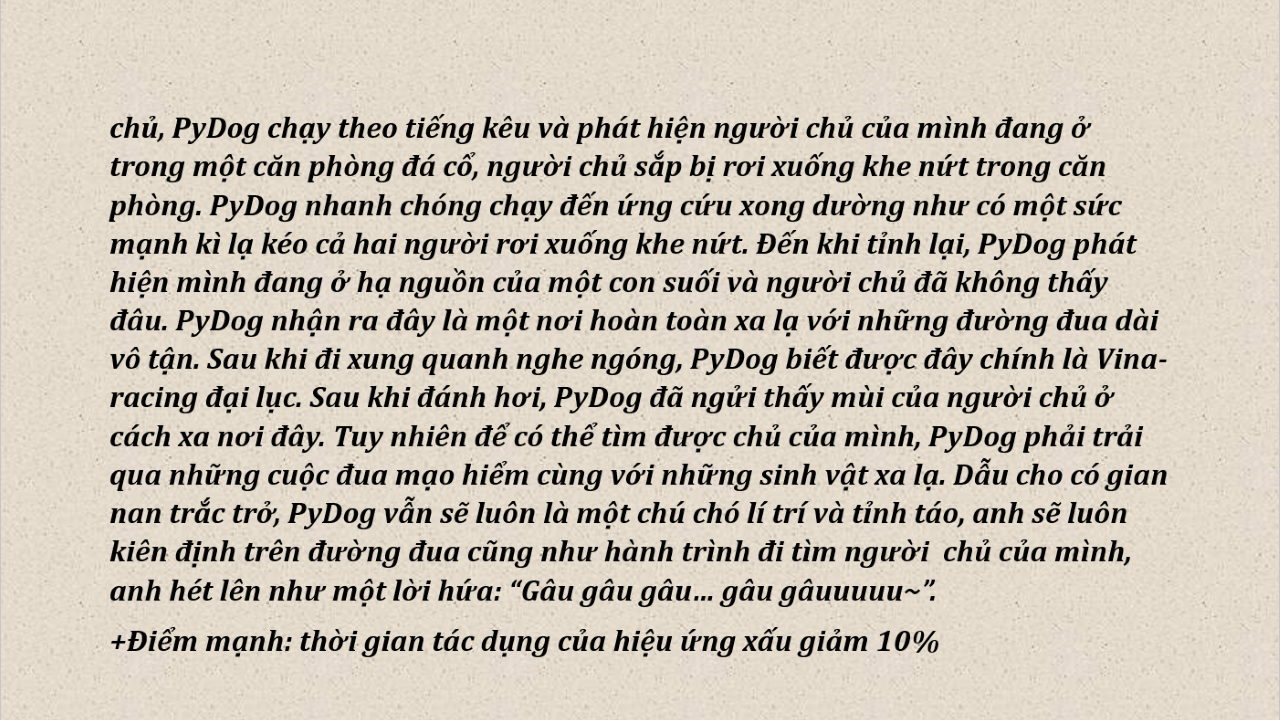 chủ, PyDog chạy theo tiếng kêu và phát hiện người chủ của mình đang ở
trong một căn phòng đá cổ, người chủ sắp bị rơi xuống khe nứt trong căn
phòng. PyDog nhanh chóng chạy đến ứng cứu xong dường như có một sức
mạnh kì lạ kéo cả hai người rơi xuống khe nứt. Đến khi tỉnh lại, PyDog phát
hiện mình đang ở hạ nguồn của một con suối và người chủ đã không thấy
đâu. PyDog nhận ra đây là một nơi hoàn toàn xa lạ với những đường đua dài
vô tận. Sau khi đi xung quanh nghe ngóng, PyDog biết được đây chính là Vina-
racing đại lục. Sau khi đánh hơi, PyDog đã ngửi thấy mùi của người chủ ở
cách xa nơi đây. Tuy nhiên để có thể tìm được chủ của mình, PyDog phải trải
qua những cuộc đua mạo hiểm cùng với những sinh vật xa lạ. Dẫu cho có gian
nan trắc trở, PyDog vẫn sẽ luôn là một chú chó lí trí và tỉnh táo, anh sẽ luôn
kiên định trên đường đua cũng như hành trình đi tìm người  chủ của mình,
anh hét lên như một lời hứa: “Gâu gâu gâu… gâu gâuuuuu~”.
+Điểm mạnh: thời gian tác dụng của hiệu ứng xấu giảm 10%